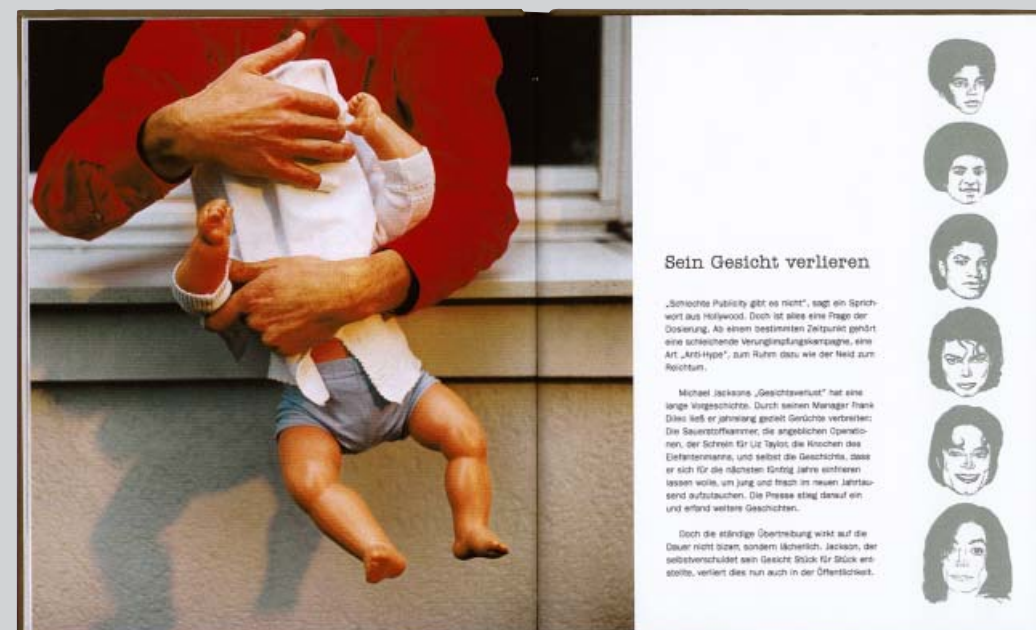 Sein Gesicht verlieren
„Schlechte Publicity gibt es nicht“, sagt ein Sprich-
wort aus Hollywood. Doch ist alles eine Frage der
Dosierung. Ab einem bestimmten Zeitpunkt gehört
eine schleichende Verunglimpfungskampagne, eine
Art „Anti-Hype“, zum Ruhm dazu wie der Neid zum
Reichtum.
Michael Jacksons „Gesichtsverlust“ hat eine
lange Vorgeschichte. Durch seinen Manager Frank
Dileo ließ er jahrelang gezielt Gerüchte verbreiten:
Die Sauerstoffkammer, die angeblichen Operatio-
nen, der Schrein für Liz Taylor, die Knochen des
Elefantenmanns, und selbst die Geschichte, dass
er sich für die nächsten fünfzig Jahre einfrieren
lassen wolle, um jung und frisch im neuen Jahrtau-
send aufzutauchen. Die Presse stieg darauf ein
und erfand weitere Geschichten.
Doch die ständige Übertreibung wirkt auf die
Dauer nicht bizarr, sondern lächerlich. Jackson, der
selbstverschuldet sein Gesicht Stück für Stück ent-
stellte, verliert dies nun auch in der Öffentlichkeit.